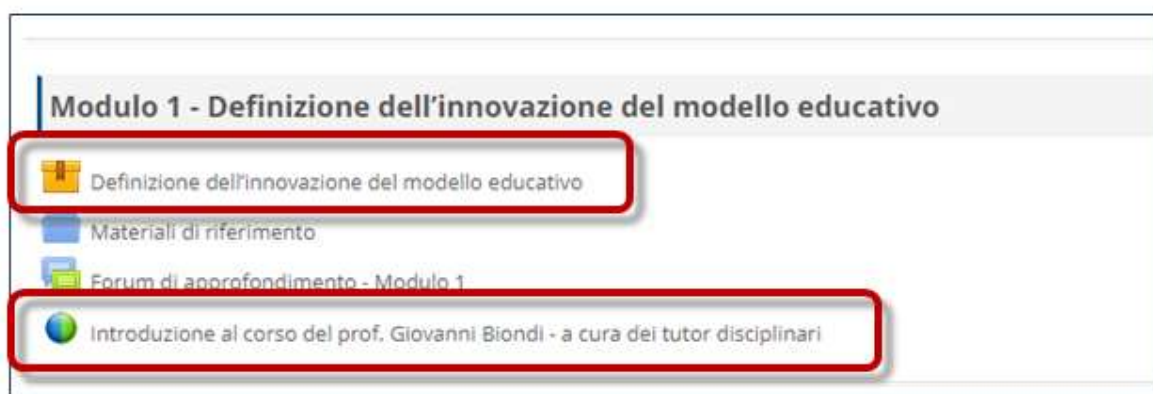 Modulo 1 - Definizione dell’innovazione del modello educativo
Definizione dell’innovazione del modello educativo
Materiali di riferimento
Forum di approfondimento - Modulo 1
Introduzione al corso del prof. Giovanni Biondi - a cura dei tutor disciplinari